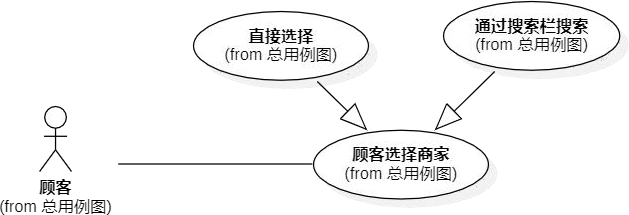 直接选择
(from 总用例图)
通过搜索栏搜索
(from 总用例图)
顾客选择商家
(from 总用例图)
顾客
(from 总用例图)